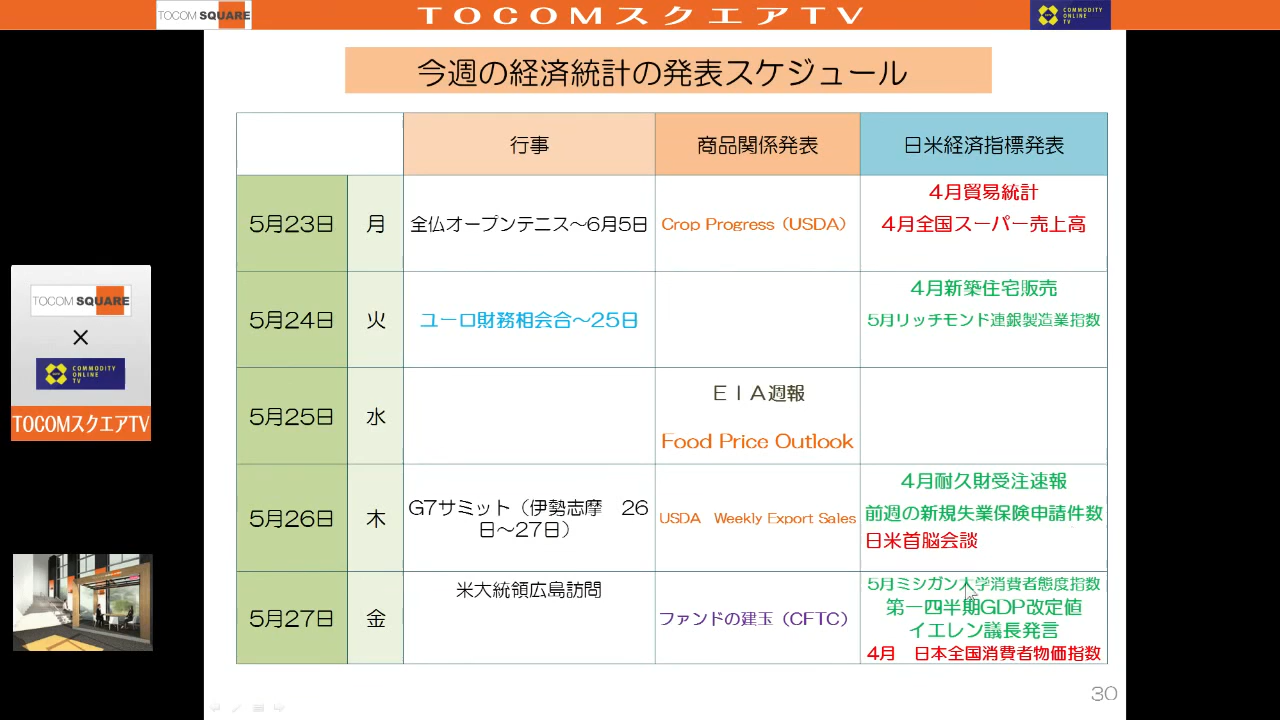 TOCOM SQUARE
TOCOMスクエアTV
COMMODITY
ONLINE
TV
今週の経済統計の発表スケジュール
行事
商品関係発表
日米経済指標発表
5月23日
月
全仏オープンテニス~6月5日
Crop Progress(USDA)
4月貿易統計
4月全国スーパー売上高
5月24日
火
ユーロ財務相会合~25日
4月新築住宅販売
5月リッチモンド連銀製造業指数
5月25日
水
EIA週報
Food Price Outlook
5月26日
木
G7サミット(伊勢志摩 26
日~27日)
USDA Weekly Export Sales
4月耐久財受注速報
前週の新規失業保険申請件数
日米首脳会談
5月27日
金
米大統領広島訪問
ファンドの建玉(CFTC)
5月ミシガン大学消費者態度指数
第一四半期GDP改定値
イエレン議長発言
4月 日本全国消費者物価指数
30
TOCOM SQUARE
×
COMMODITY
ONLINE
TV
TOCOMスクエアTV